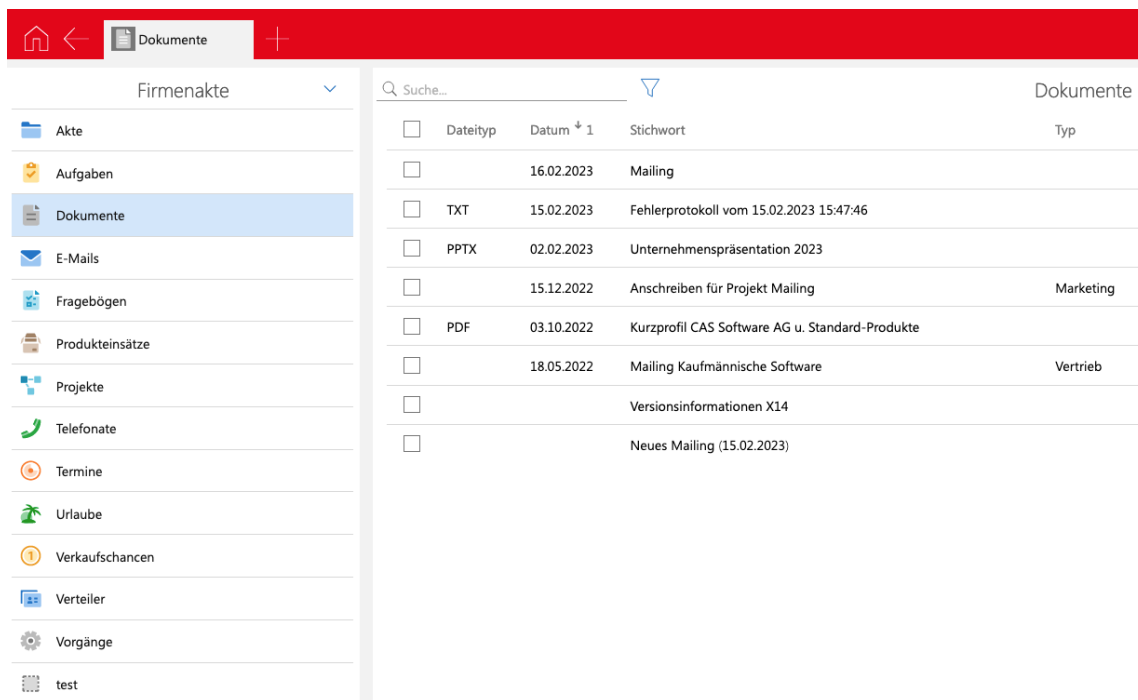 Dokumente
Firmenakte
Akte
Aufgaben
Dokumente
E-Mails
Fragebögen
Produkteinsätze
Projekte
Telefonate
Termine
Urlaube
1
Verkaufschancen
Verteiler
Vorgänge
test
Suche...
Dokumente
Dateityp Datum 1 Stichwort Typ
16.02.2023 Mailing
TXT 15.02.2023 Fehlerprotokoll vom 15.02.2023 15:47:46
PPTX 02.02.2023 Unternehmenspräsentation 2023
15.12.2022 Anschreiben für Projekt Mailing Marketing
PDF 03.10.2022 Kurzprofil CAS Software AG u. Standard-Produkte
18.05.2022 Mailing Kaufmännische Software Vertrieb
Versionsinformationen X14
Neues Mailing (15.02.2023)